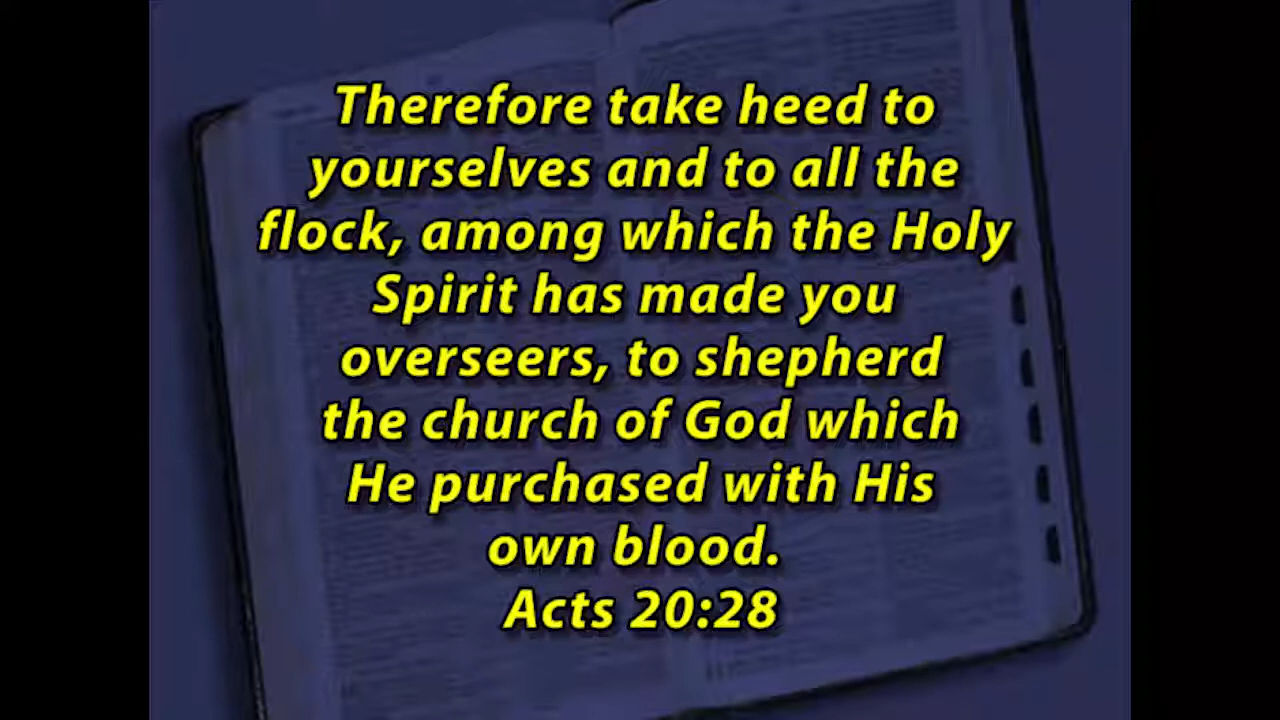 Therefore take heed to
yourselves and to all the
flock, among which the Holy
Spirit has made you
overseers, to shepherd
the church of God which
He purchased with His
own blood.
Acts 20:28